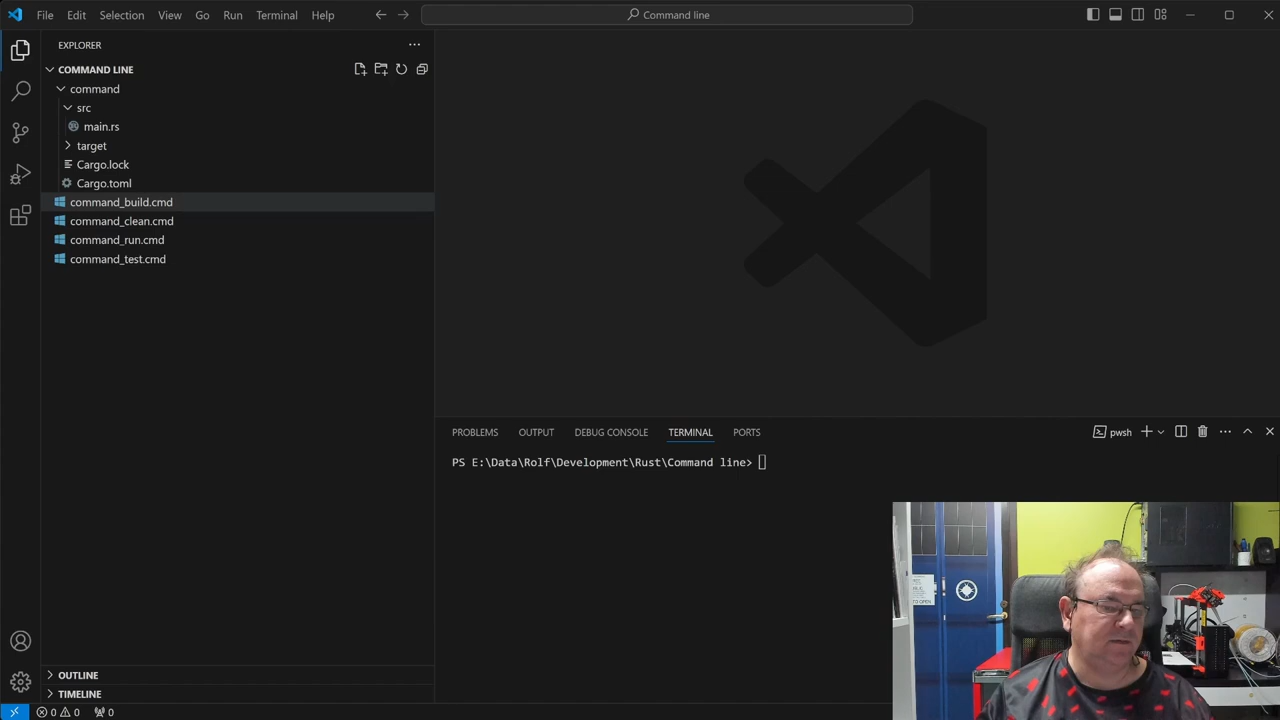 File Edit Selection View Go Run Terminal Help
Command line
EXPLORER
COMMAND LINE
command
src
main.rs
target
Cargo.lock
Cargo.toml
command_build.cmd
command_clean.cmd
command_run.cmd
command_test.cmd
PROBLEMS OUTPUT DEBUG CONSOLE TERMINAL PORTS
pwsh
PS E:\Data\Rolf\Development\Rust\Command line>
TO OPEN
OUTLINE
TIMELINE
0 0 0